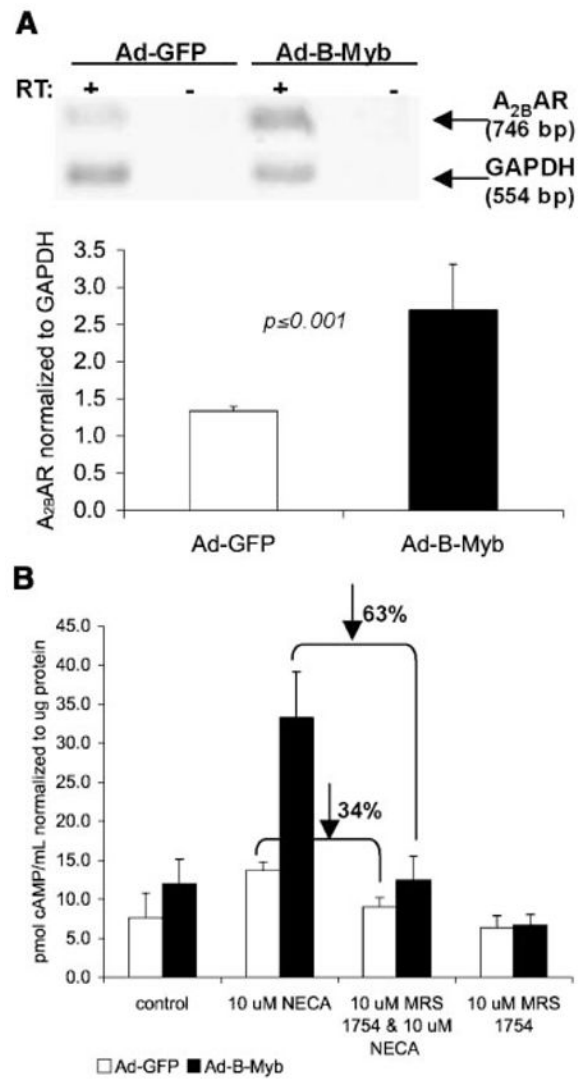 A
Ad-GFP Ad-B-Myb
RT: + - + -
A2BAR
(746 bp)
GAPDH
(554 bp)
A2BAR normalized to GAPDH
3.5
3.0
2.5
2.0
1.5
1.0
0.5
0.0
p≤0.001
Ad-GFP Ad-B-Myb
B
pmol cAMP/mL normalized to ug protein
45.0
40.0
35.0
30.0
25.0
20.0
15.0
10.0
5.0
0.0
63%
34%
control 10 uM NECA 10 uM MRS 10 uM MRS
1754 & 10 uM 1754
NECA
Ad-GFP Ad-B-Myb